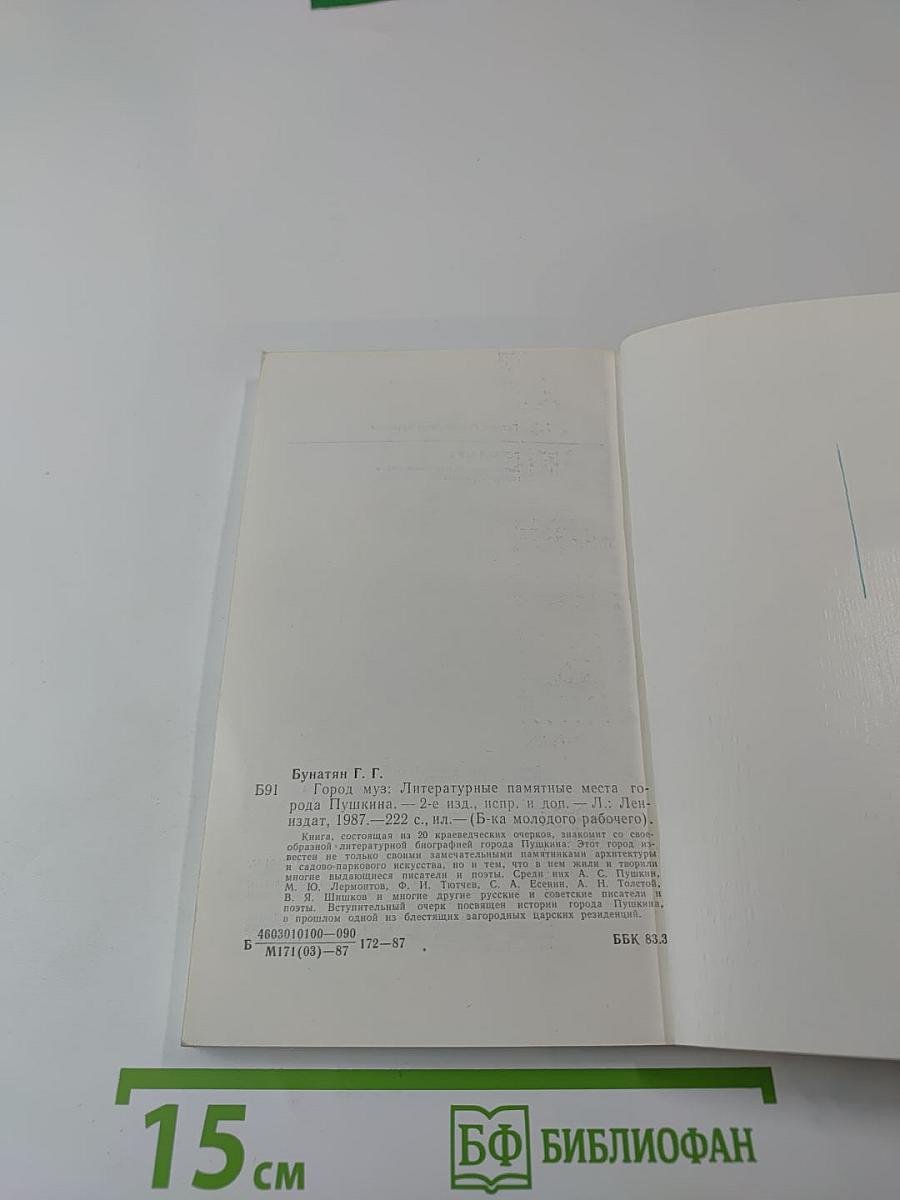 Бунатян Г. Г.
Б91 Город муз: Литературные памятные места го-
рода Пушкина. — 2-е изд., испр. и доп. — Л.: Лен-
издат, 1987.—222 с., ил.— (Б-ка молодого рабочего).
Книга, состоящая из 20 краеведческих очерков, знакомит со свое-
образной литературной биографией города Пушкина. Этот город из-
вестен не только своими замечательными памятниками архитектуры
и садово-паркового искусства, но и тем, что в нем жили и творили
многие выдающиеся писатели и поэты. Среди них А. С. Пушкин,
М. Ю. Лермонтов, Ф. И. Тютчев, С. А. Есенин, А. Н. Толстой,
В. Я. Шишков и многие другие русские и советские писатели и
поэты. Вступительный очерк посвящен истории города Пушкина,
в прошлом одной из блестящих загородных царских резиденций.
4603010100—090
Б 172—87 ББК 83.3
М171(03)—87
15 см БФ БИБЛИОФАН